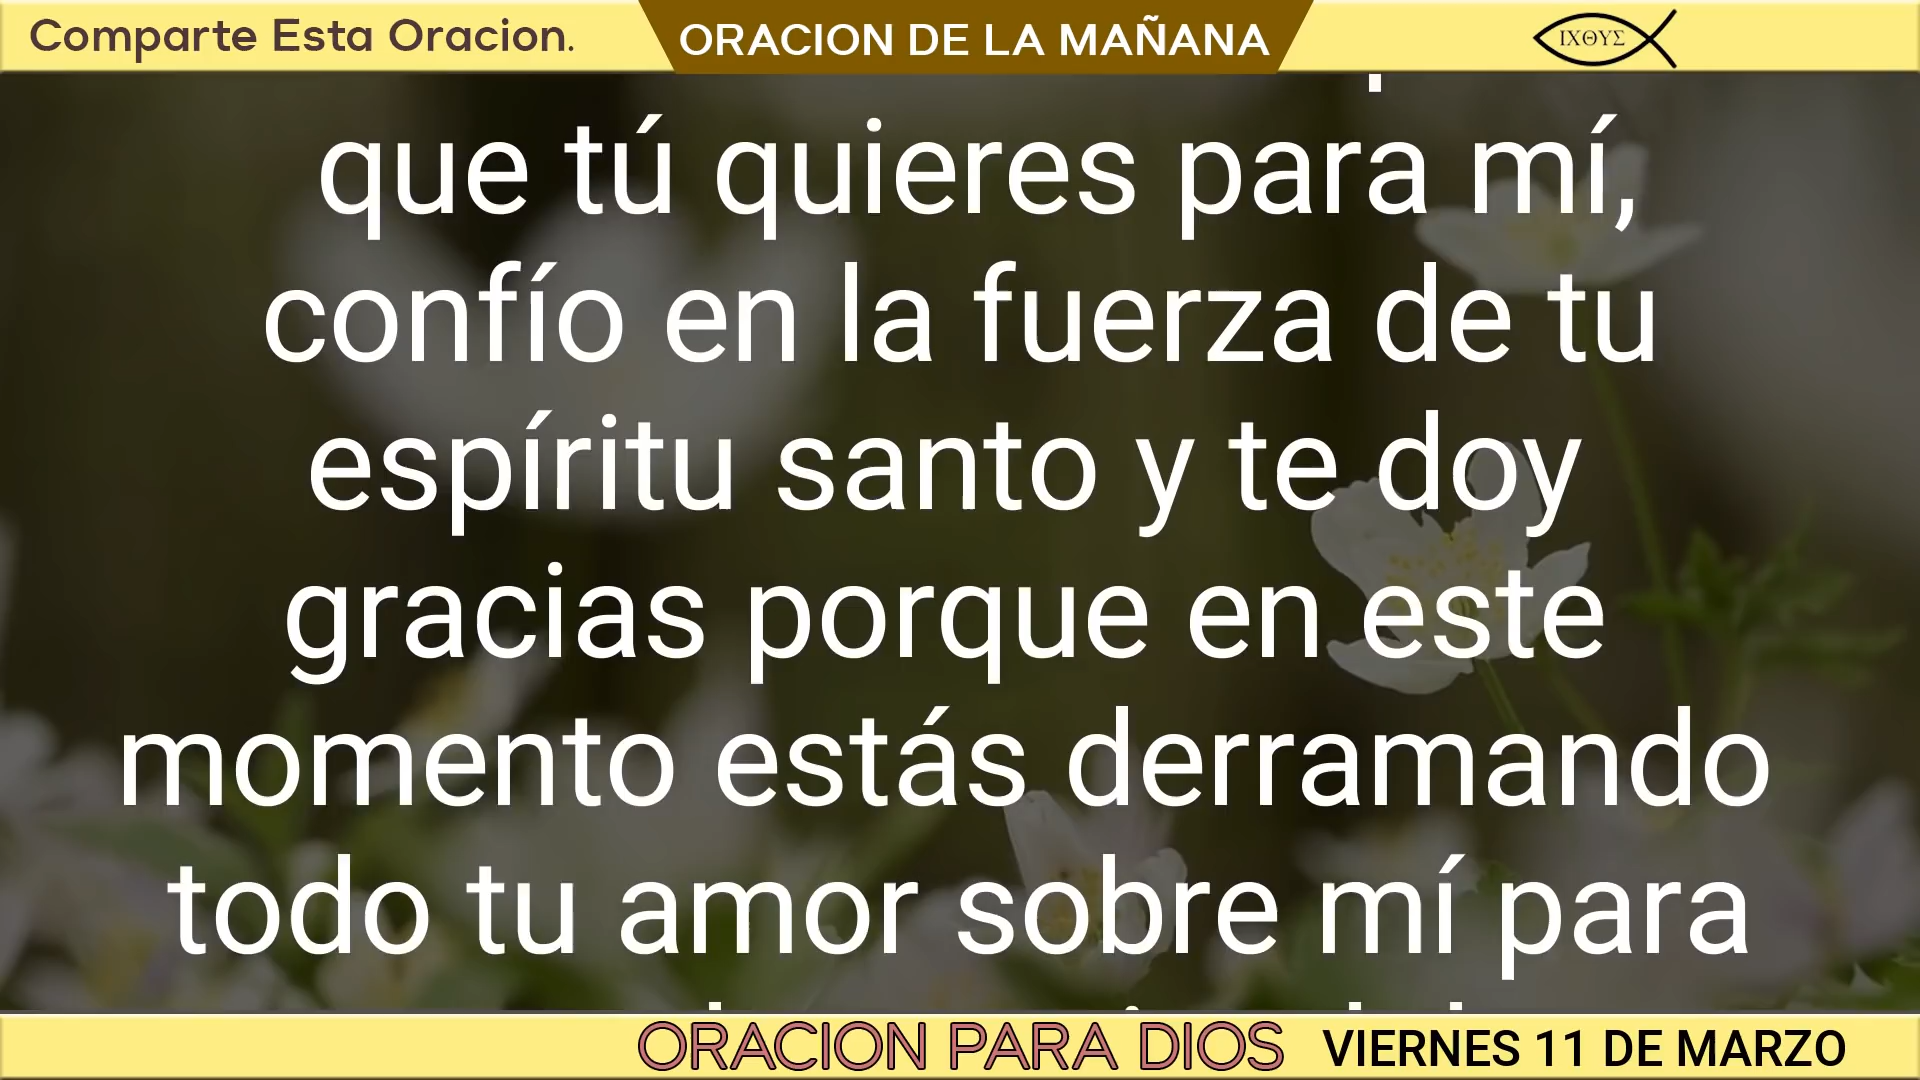 Comparte Esta Oracion.
ORACION DE LA MAÑANA
ΙΧΘΥΣ
que tú quieres para mí,
confío en la fuerza de tu
espíritu santo y te doy
gracias porque en este
momento estás derramando
todo tu amor sobre mí para
ORACION PARA DIOS
VIERNES 11 DE MARZO